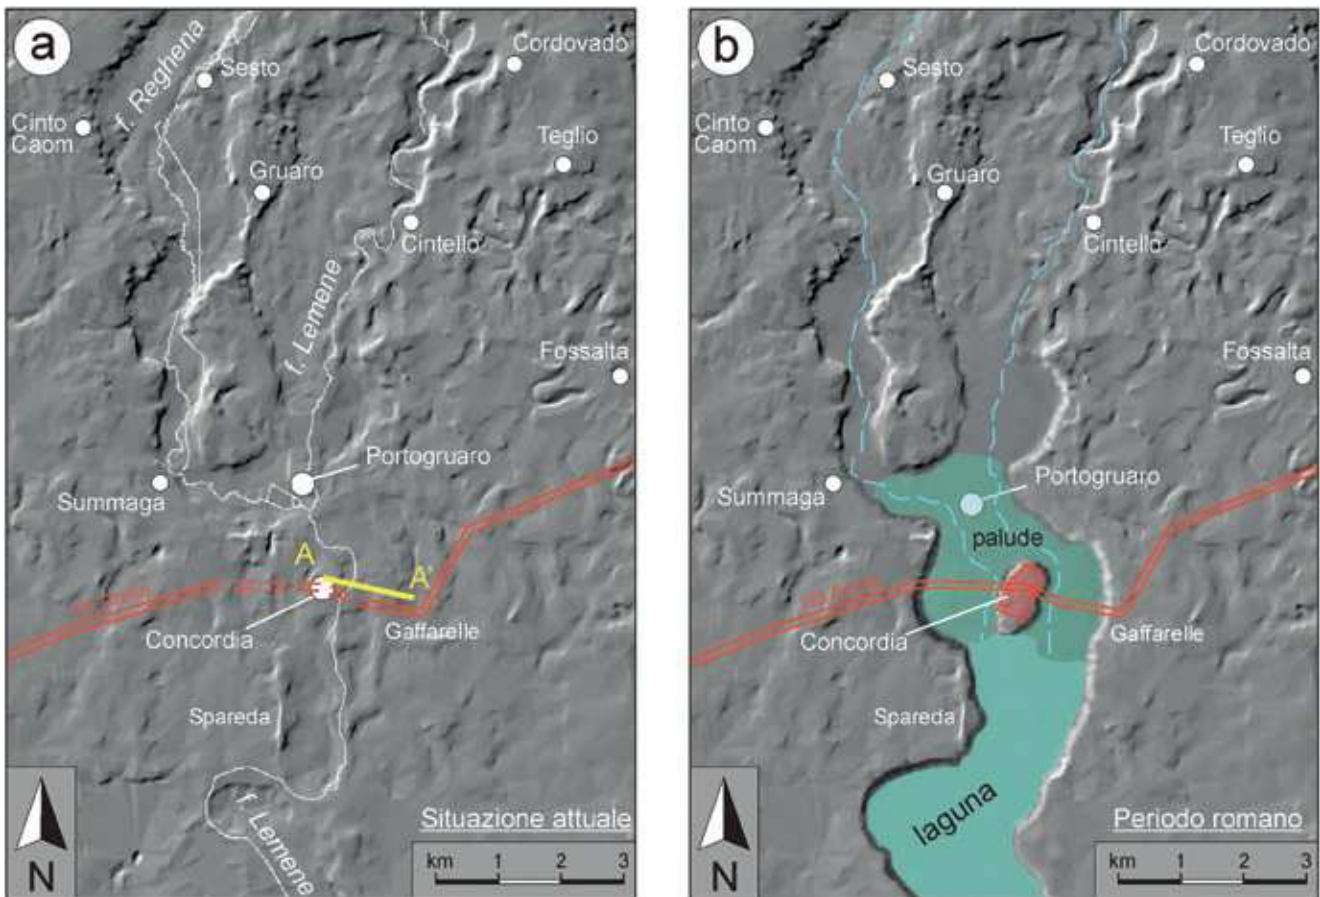 a
f. Reghena
Sesto
Cordovado
Cinto
Caom.
Teglio
Gruaro
Cintello
f. Lemene
Fossalta
Portogruaro
Summaga
A
A'
Concordia
Gaffarelle
Spareda
f. Lemene
Situazione attuale
N
km 1 2 3
b
Sesto
Cordovado
Cinto
Caom.
Teglio
Gruaro
Cintello
Fossalta
Portogruaro
Summaga
palude
Concordia
Gaffarelle
Spareda
laguna
Periodo romano
N
km 1 2 3